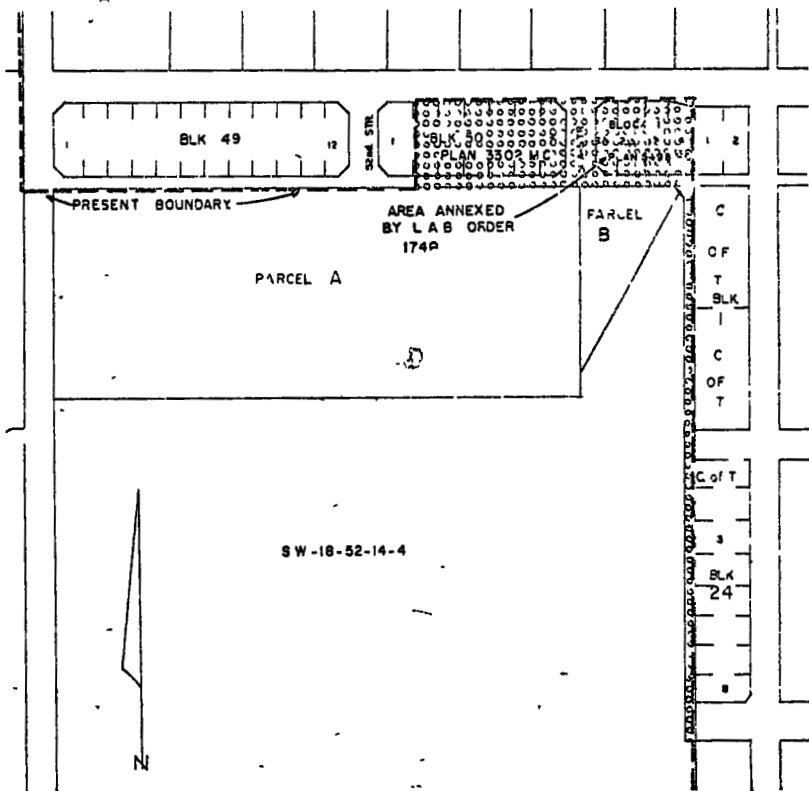 BLK 49
1
12
52nd STR.
1
BLK 50
PLAN 3302 M.C.
BLOCK
PLAN
1 2
PRESENT BOUNDARY
AREA ANNEXED
BY L A B ORDER
PARCEL
B
PARCEL A
C
OF
T
BLK
1
C
OF
T
C. of T
3
BLK
24
8
SW-18-52-14-4
N